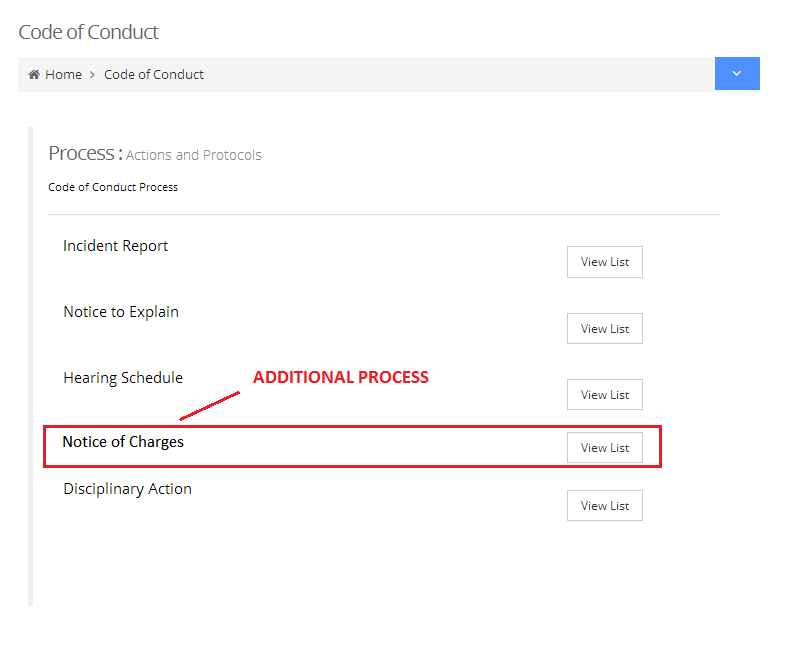 Code of Conduct
Home > Code of Conduct
Process : Actions and Protocols
Code of Conduct Process
Incident Report
View List
Notice to Explain
View List
Hearing Schedule
ADDITIONAL PROCESS
View List
Notice of Charges
View List
Disciplinary Action
View List